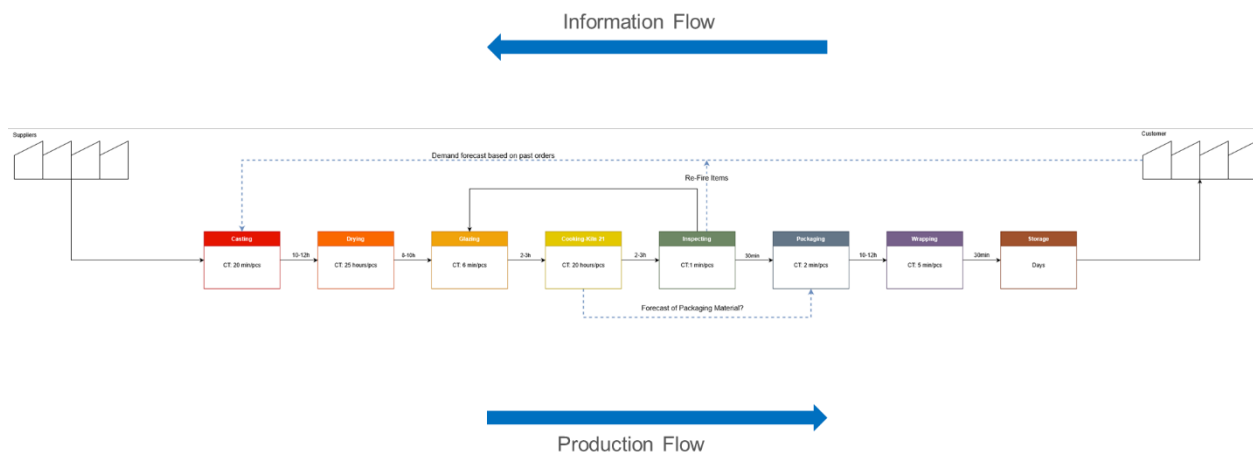 Information Flow
Suppliers
Customer
Demand forecast based on past orders
Re-Fire Items
Casting
Drying
Glazing
Cooking-Kiln 21
Inspecting
Packaging
Wrapping
Storage
CT: 20 min/pcs
10-12h
CT: 25 hours/pcs
8-10h
CT: 6 min/pcs
2-3h
CT: 20 hours/pcs
2-3h
CT:1 min/pcs
30min
CT: 2 min/pcs
10-12h
CT: 5 min/pcs
30min
Days
Forecast of Packaging Material?
Production Flow